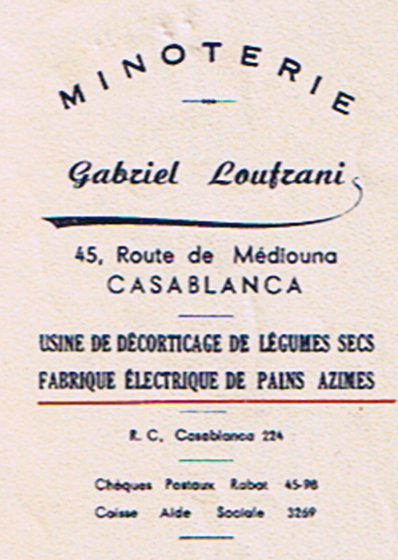 MINOTERIE
Gabriel Loufrani
45, Route de Médiouna
CASABLANCA
USINE DE DÉCORTICAGE DE LÉGUMES SECS
FABRIQUE ÉLECTRIQUE DE PAINS AZIMES
R. C. Casablanca 224
Chèques Postaux Rabat 45-98
Caisse Aide Sociale 3269